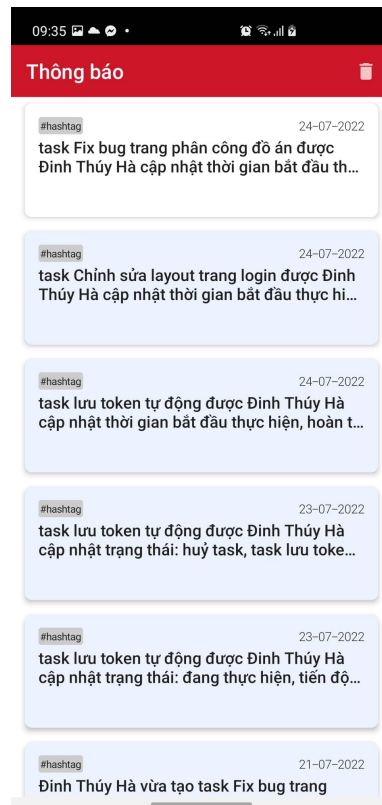 09:35
Thông báo
#hashtag 24-07-2022
task Fix bug trang phân công đồ án được
Đinh Thúy Hà cập nhật thời gian bắt đầu th...
#hashtag 24-07-2022
task Chỉnh sửa layout trang login được Đinh
Thúy Hà cập nhật thời gian bắt đầu thực hi...
#hashtag 24-07-2022
task lưu token tự động được Đinh Thúy Hà
cập nhật thời gian bắt đầu thực hiện, hoàn t...
#hashtag 23-07-2022
task lưu token tự động được Đinh Thúy Hà
cập nhật trạng thái: huỷ task, task lưu toke...
#hashtag 23-07-2022
task lưu token tự động được Đinh Thúy Hà
cập nhật trạng thái: đang thực hiện, tiến độ...
#hashtag 21-07-2022
Đinh Thúy Hà vừa tạo task Fix bug trang